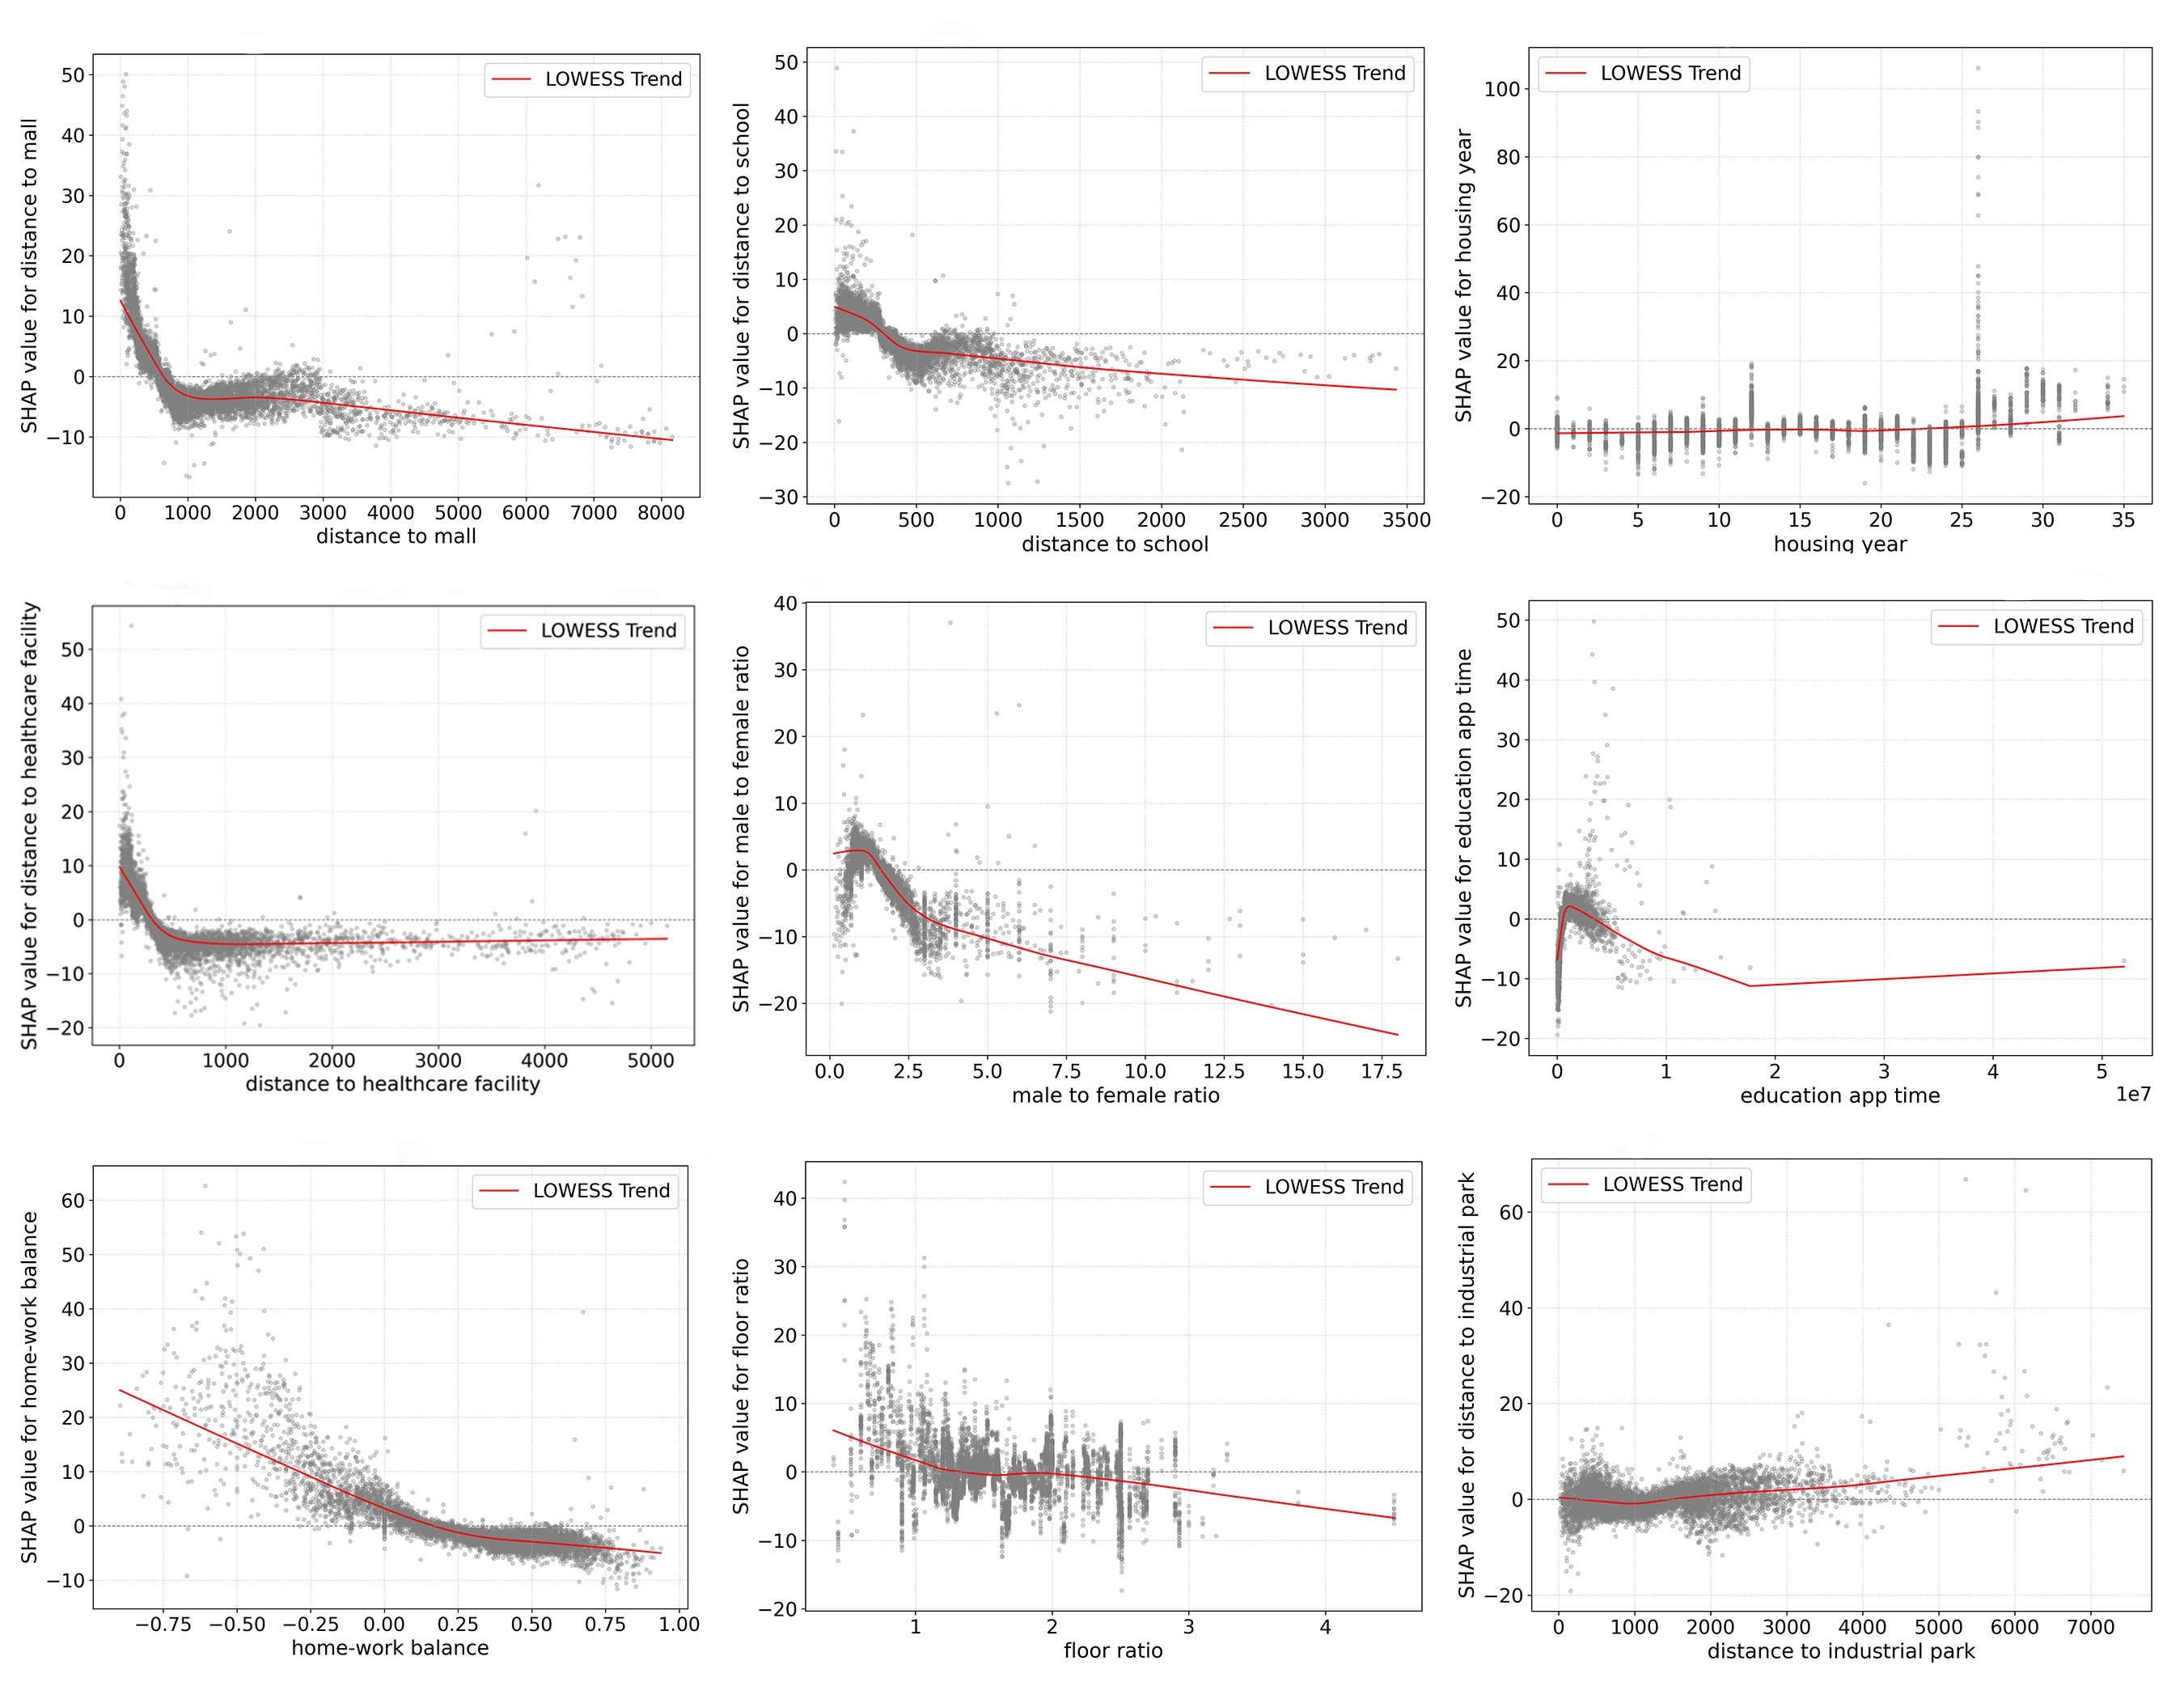 LOWESS Trend
SHAP value for distance to mall
50
40
30
20
10
0
−10
0 1000 2000 3000 4000 5000 6000 7000 8000
distance to mall
LOWESS Trend
SHAP value for distance to school
50
40
30
20
10
0
−10
−20
−30
0 500 1000 1500 2000 2500 3000 3500
distance to school
LOWESS Trend
SHAP value for housing year
100
80
60
40
20
0
−20
0 5 10 15 20 25 30 35
housing year
LOWESS Trend
SHAP value for distance to healthcare facility
50
40
30
20
10
0
−10
−20
0 1000 2000 3000 4000 5000
distance to healthcare facility
LOWESS Trend
SHAP value for male to female ratio
40
30
20
10
0
−10
−20
0.0 2.5 5.0 7.5 10.0 12.5 15.0 17.5
male to female ratio
LOWESS Trend
SHAP value for education app time
50
40
30
20
10
0
−10
−20
0 1 2 3 4 5
1e7
education app time
LOWESS Trend
SHAP value for home-work balance
60
50
40
30
20
10
0
−10
−0.75 −0.50 −0.25 0.00 0.25 0.50 0.75 1.00
home-work balance
LOWESS Trend
SHAP value for floor ratio
40
30
20
10
0
−10
−20
1 2 3 4
floor ratio
LOWESS Trend
SHAP value for distance to industrial park
60
40
20
0
−20
0 1000 2000 3000 4000 5000 6000 7000
distance to industrial park